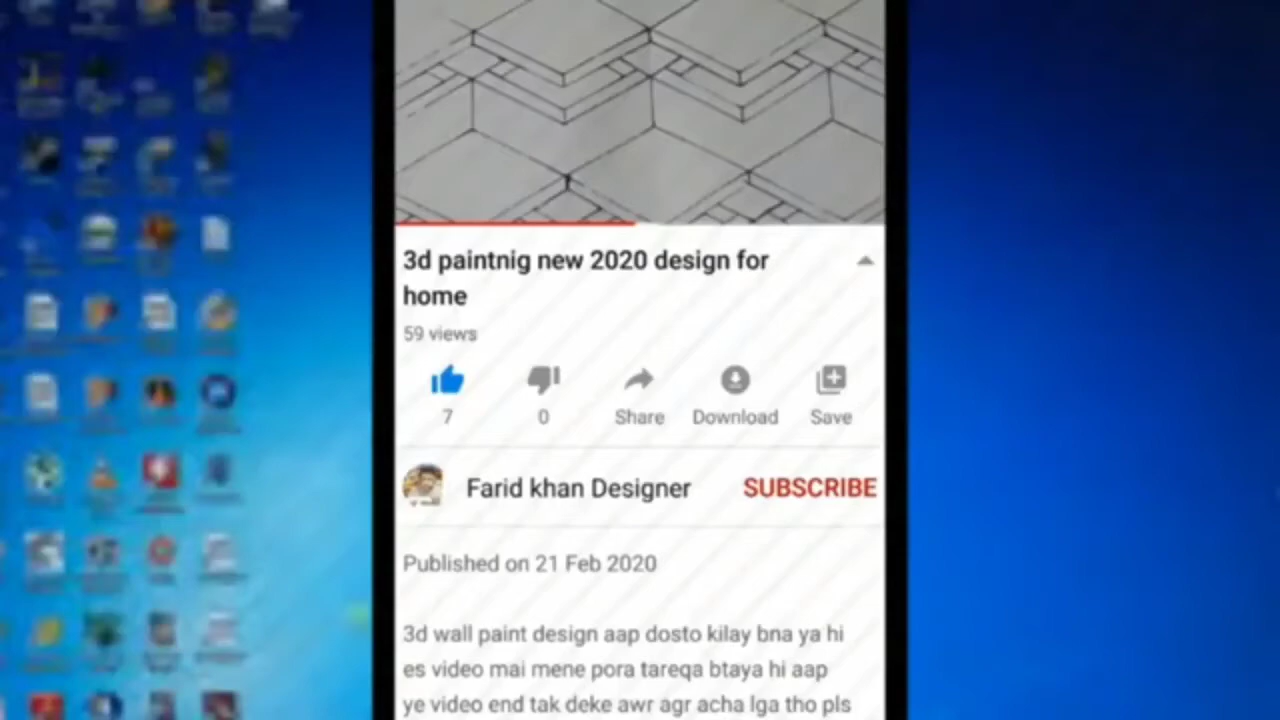 3d paintnig new 2020 design for
home
59 views
7
0
Share
Download
Save
Farid khan Designer
SUBSCRIBE
Published on 21 Feb 2020
3d wall paint design aap dosto kilay bna ya hi
es video mai mene pora tareqa btaya hi aap
ye video end tak deke awr agr acha lga tho pls